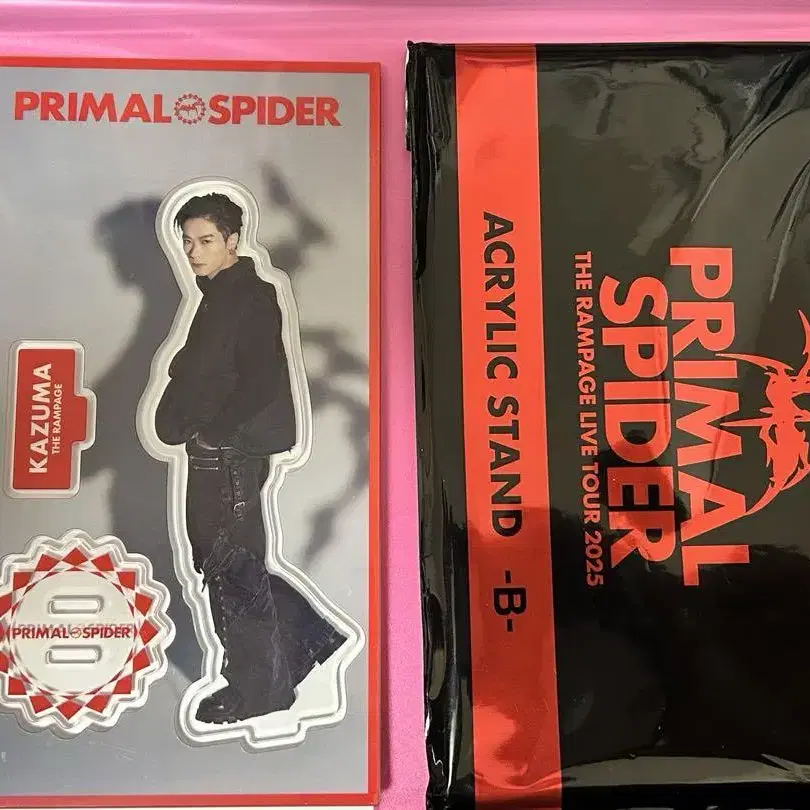 PRIMAL SPIDER
KAZUMA
THE RAMPAGE
PRIMAL SPIDER
ACRYLIC STAND -B-
PRIMAL
SPIDER
THE RAMPAGE LIVE TOUR 2025